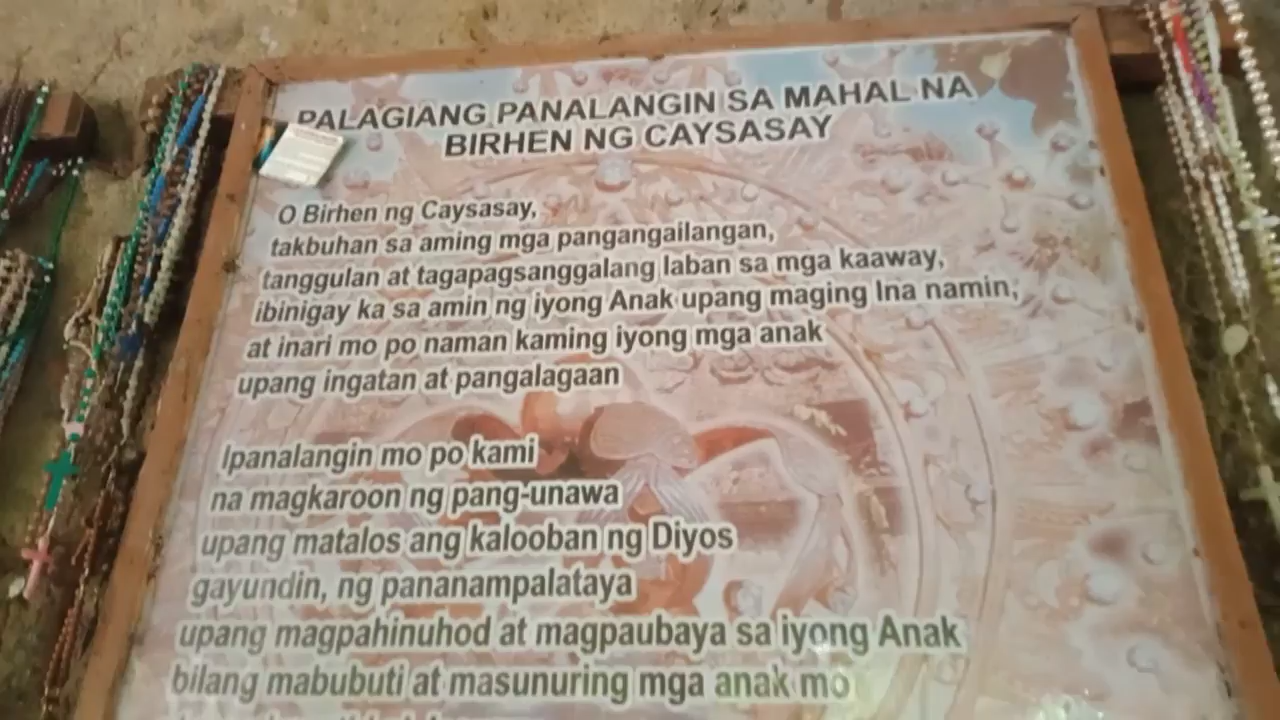 PALAGIANG PANALANGIN SA MAHAL NA
BIRHEN NG CAYSASAY
O Birhen ng Caysasay,
takbuhan sa aming mga pangangailangan,
tanggulan at tagapagsanggalang laban sa mga kaaway,
ibinigay ka sa amin ng iyong Anak upang maging Ina namin,
at inari mo po naman kaming iyong mga anak
upang ingatan at pangalagaan
Ipanalangin mo po kami
na magkaroon ng pang-unawa
upang matalos ang kalooban ng Diyos
gayundin, ng pananampalataya
upang magpahinuhod at magpaubaya sa iyong Anak
bilang mabubuti at masunuring mga anak mo